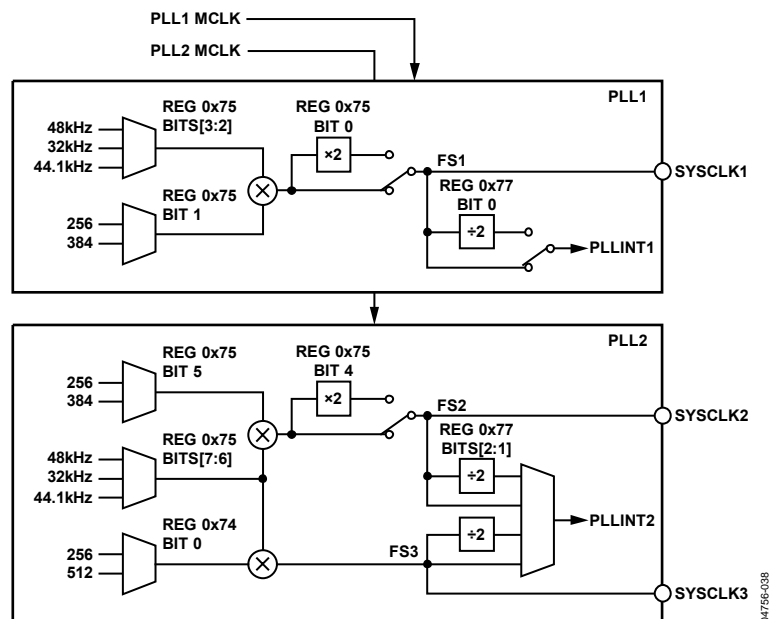 PLL1 MCLK
PLL2 MCLK
PLL1
REG 0x75
BITS[3:2]
48kHz
32kHz
44.1kHz
REG 0x75
BIT 0
×2
FS1
SYSCLK1
REG 0x75
BIT 1
256
384
×
REG 0x77
BIT 0
÷2
PLLINT1
PLL2
REG 0x75
BIT 5
256
384
REG 0x75
BIT 4
×2
FS2
SYSCLK2
×
REG 0x75
BITS[7:6]
48kHz
32kHz
44.1kHz
REG 0x77
BITS[2:1]
÷2
PLLINT2
÷2
REG 0x74
BIT 0
256
512
×
FS3
SYSCLK3
04756-038